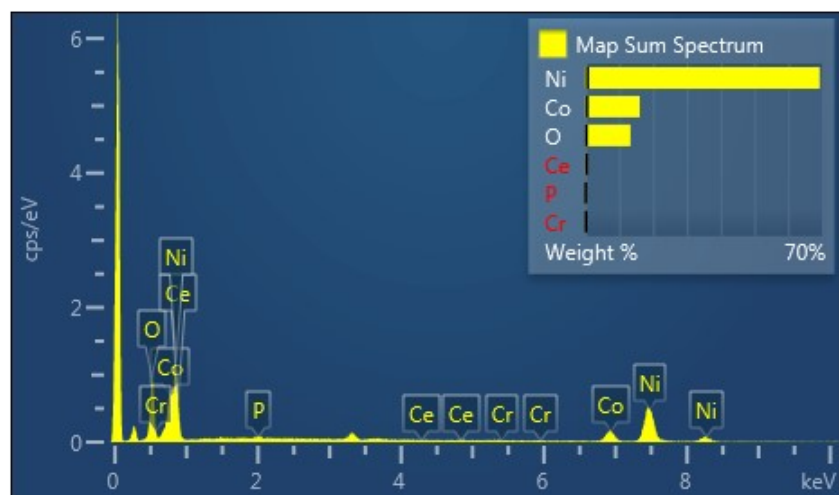 6
Map Sum Spectrum
Ni
Co
O
Ce
P
Cr
Weight % 70%
4
cps/eV
Ni
Ce
2
O
Co
Cr
P
Ce
Ce
Cr
Cr
Co
Ni
Ni
0
0 2 4 6 8 keV